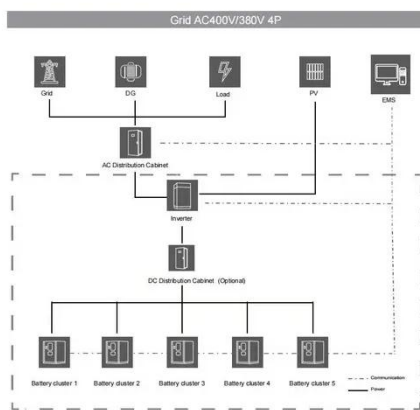 Grid AC400V/380V 4P
Grid
DG
Load
PV
EMS
AC Distribution Cabinet
Inverter
DC Distribution Cabinet (Optional)
Battery cluster 1
Battery cluster 2
Battery cluster 3
Battery cluster 4
Battery cluster 5
Communication
Power